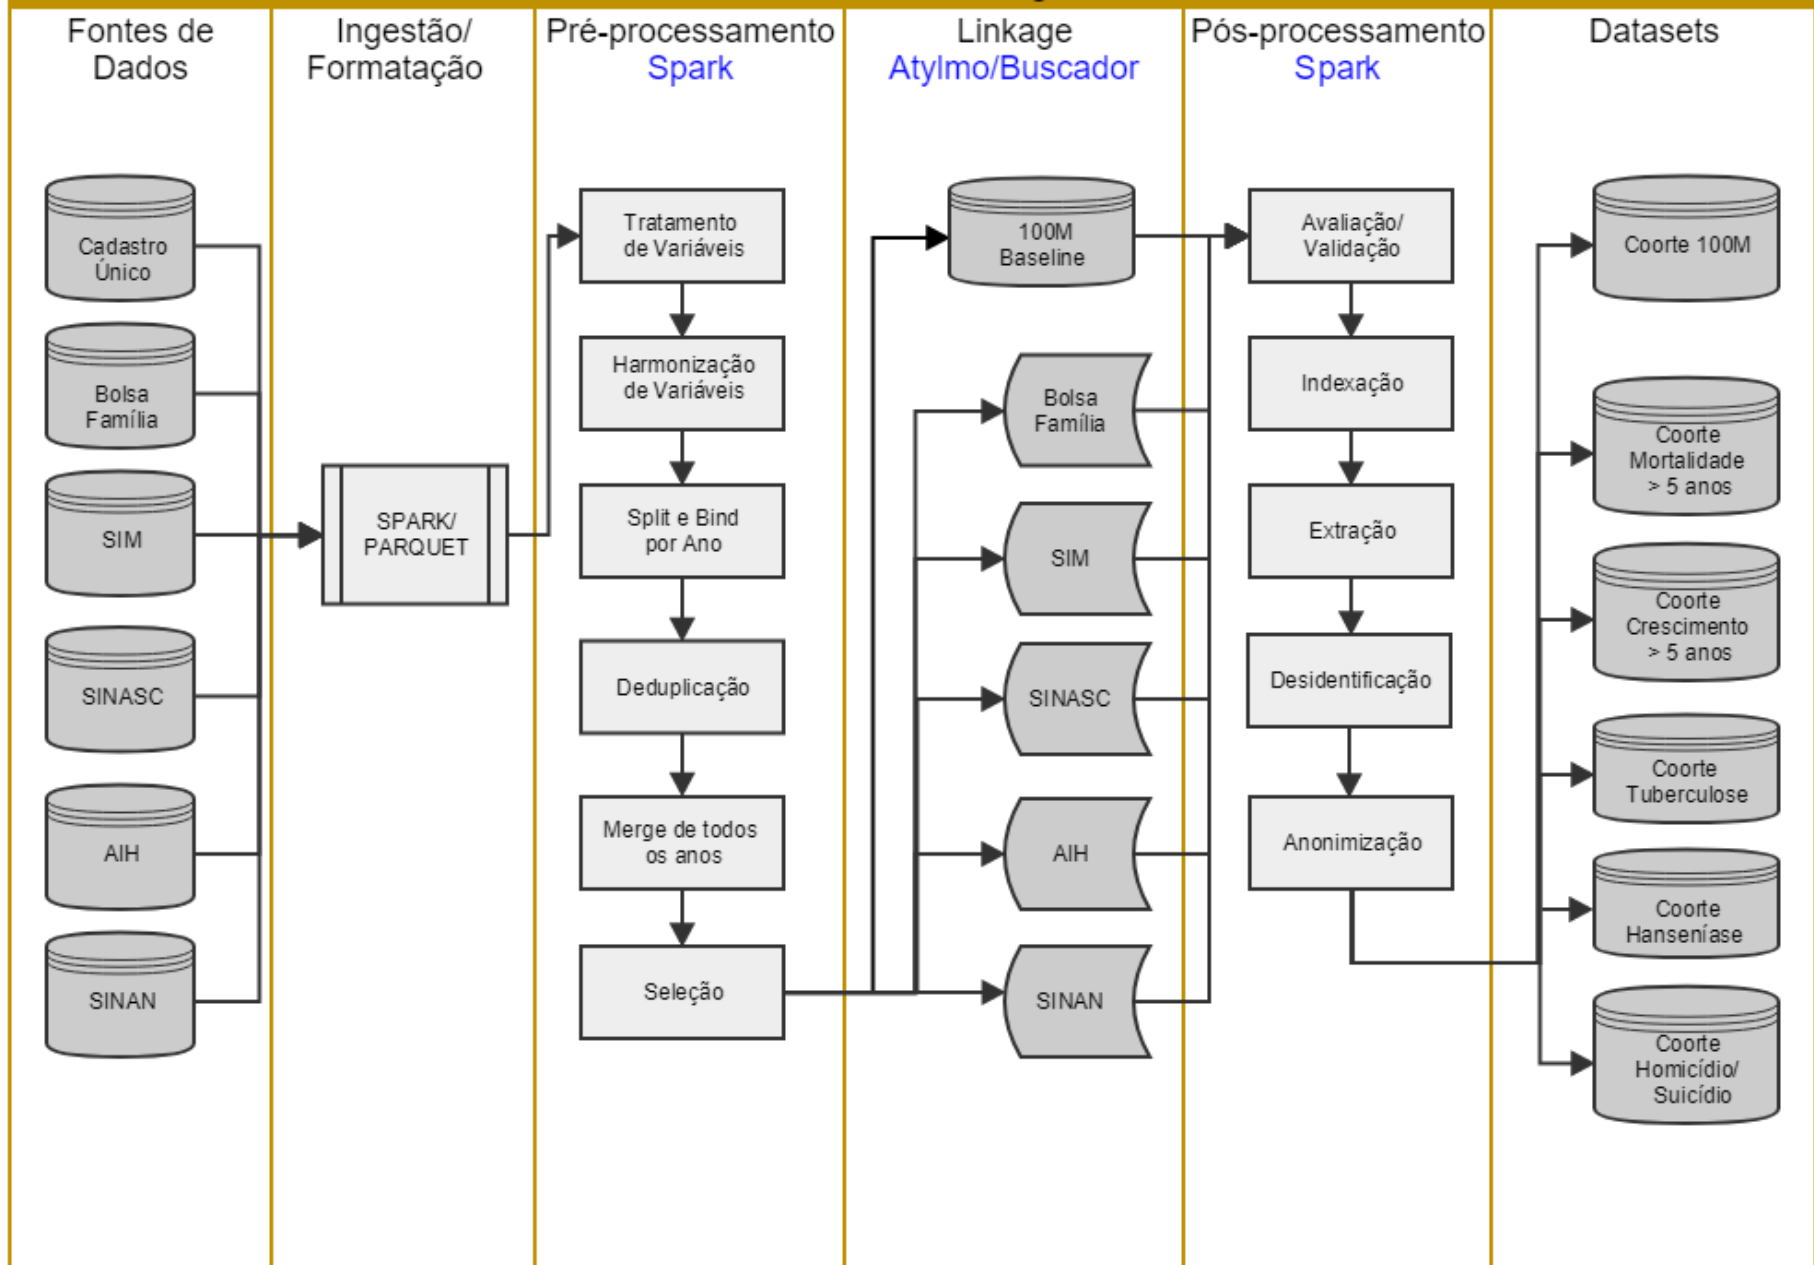 Fontes de
Dados
Ingestão/
Formatação
Pré-processamento
Spark
Linkage
Atylmo/Buscador
Pós-processamento
Spark
Datasets
Cadastro
Único
Bolsa
Família
SIM
SINASC
AIH
SINAN
SPARK/
PARQUET
Tratamento
de Variáveis
Harmonização
de Variáveis
Split e Bind
por Ano
Deduplicação
Merge de todos
os anos
Seleção
100M
Baseline
Bolsa
Família
SIM
SINASC
AIH
SINAN
Avaliação/
Validação
Indexação
Extração
Desidentificação
Anonimização
Coorte 100M
Coorte
Mortalidade
> 5 anos
Coorte
Crescimento
> 5 anos
Coorte
Tuberculose
Coorte
Hanseníase
Coorte
Homicídio/
Suicídio